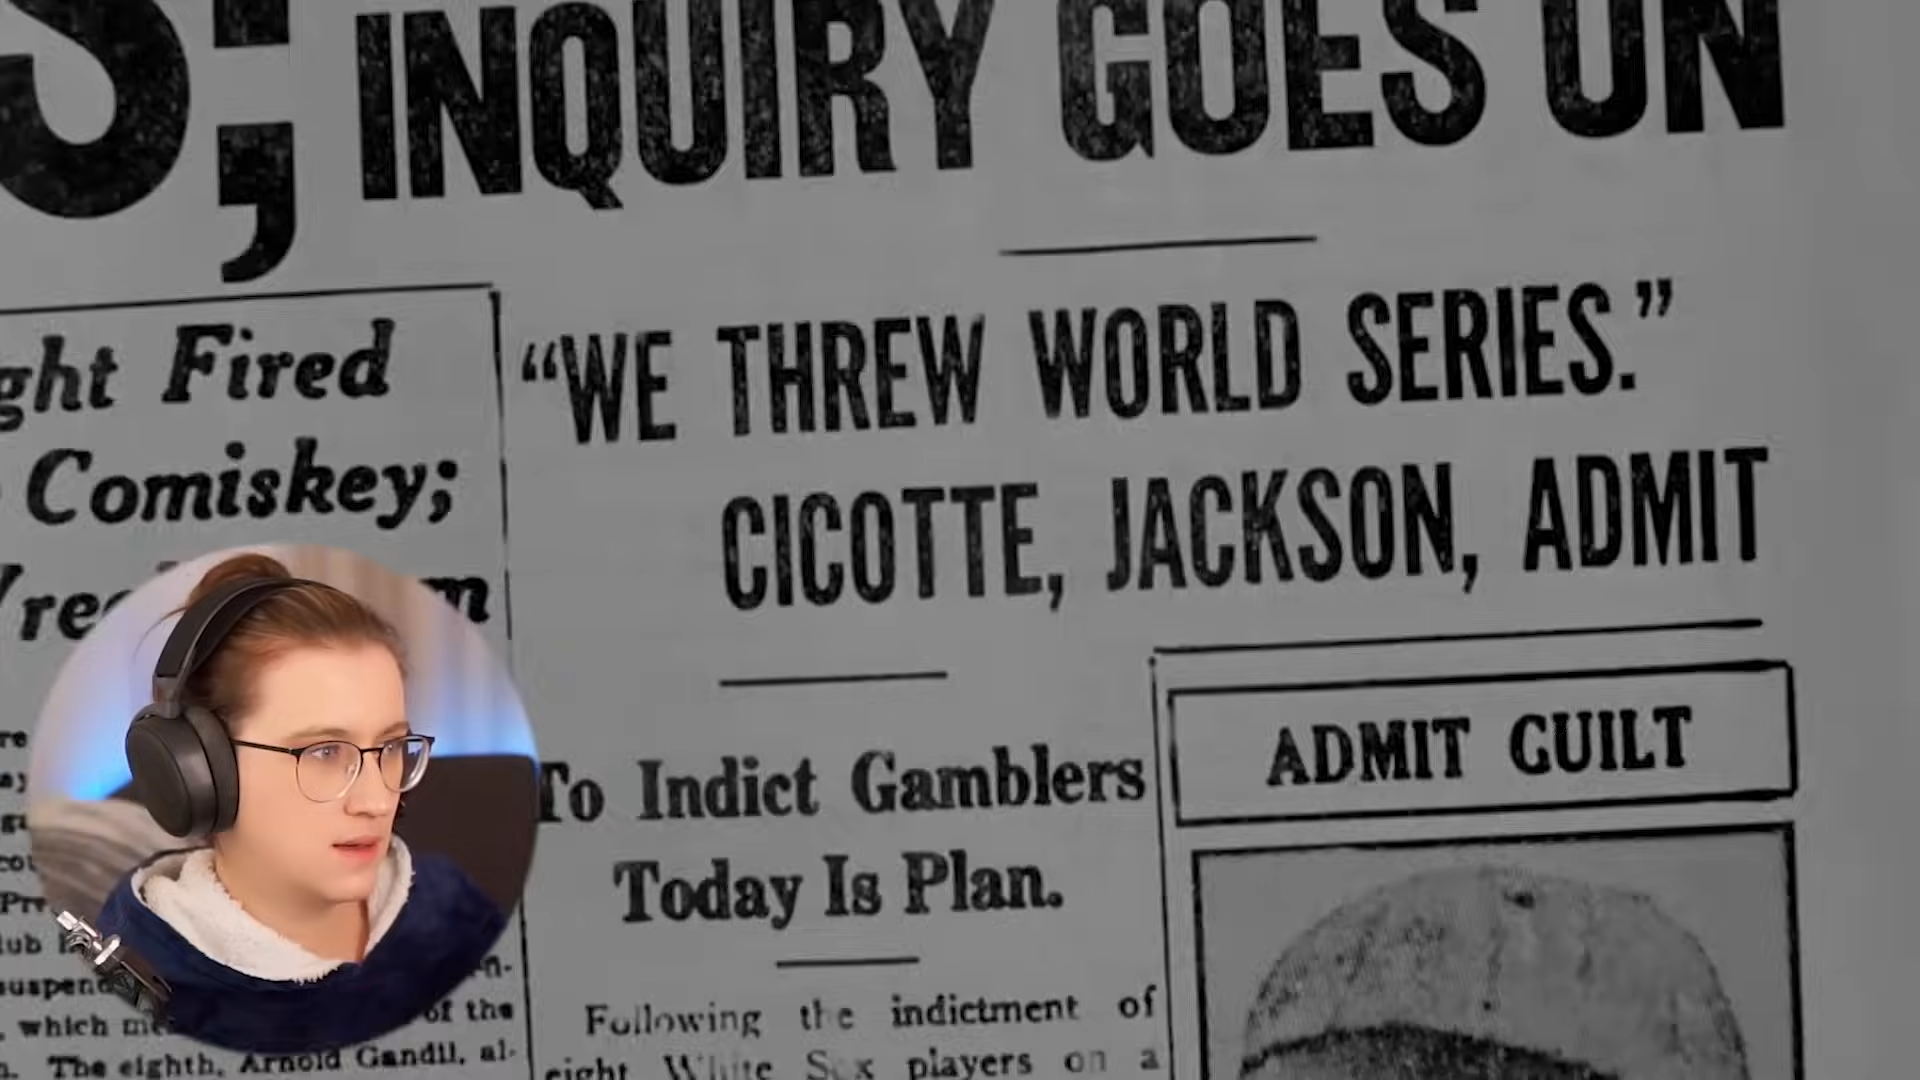 S; INQUIRY GOES ON
ght Fired
Comiskey;
"WE THREW WORLD SERIES."
CICOTTE, JACKSON, ADMIT
To Indict Gamblers
Today Is Plan.
ADMIT GUILT
Following the indictment of
eight White Sox players on a
suspend
of the
, which
The eighth, Arnold Gandil, al-